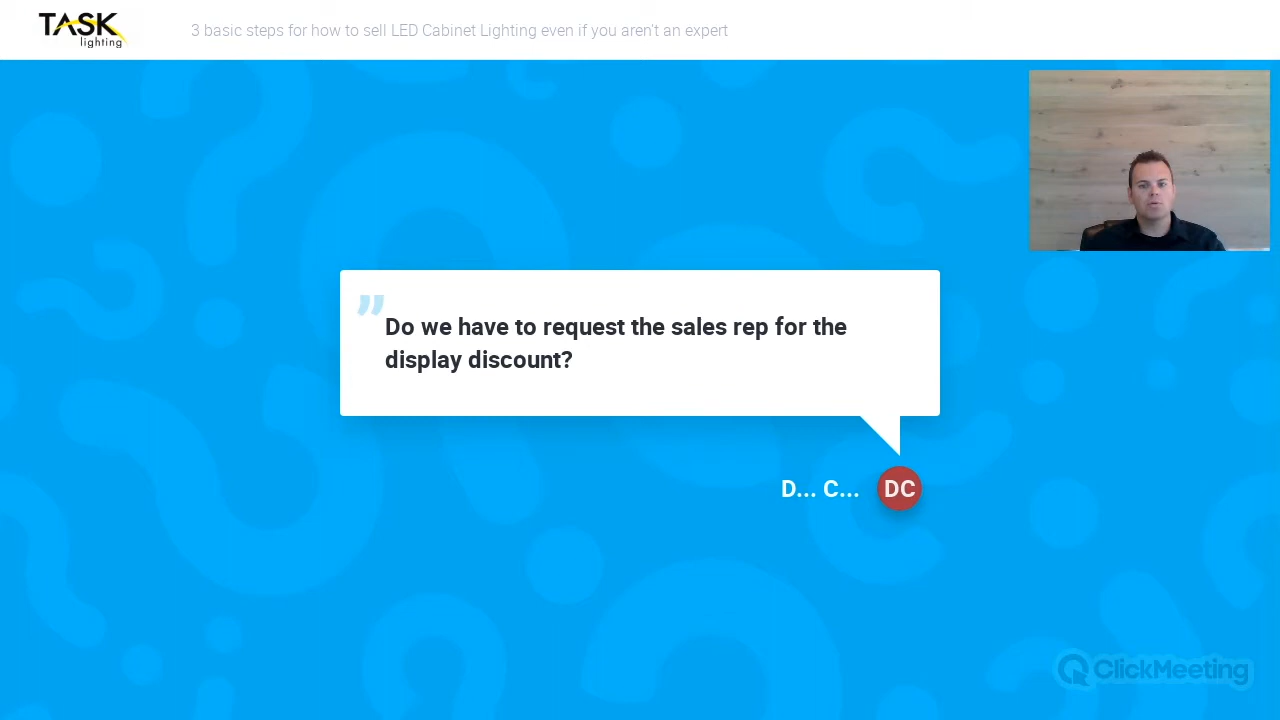 TASK
lighting
3 basic steps for how to sell LED Cabinet Lighting even if you aren't an expert
”
Do we have to request the sales rep for the
display discount?
D... C... DC
ClickMeeting